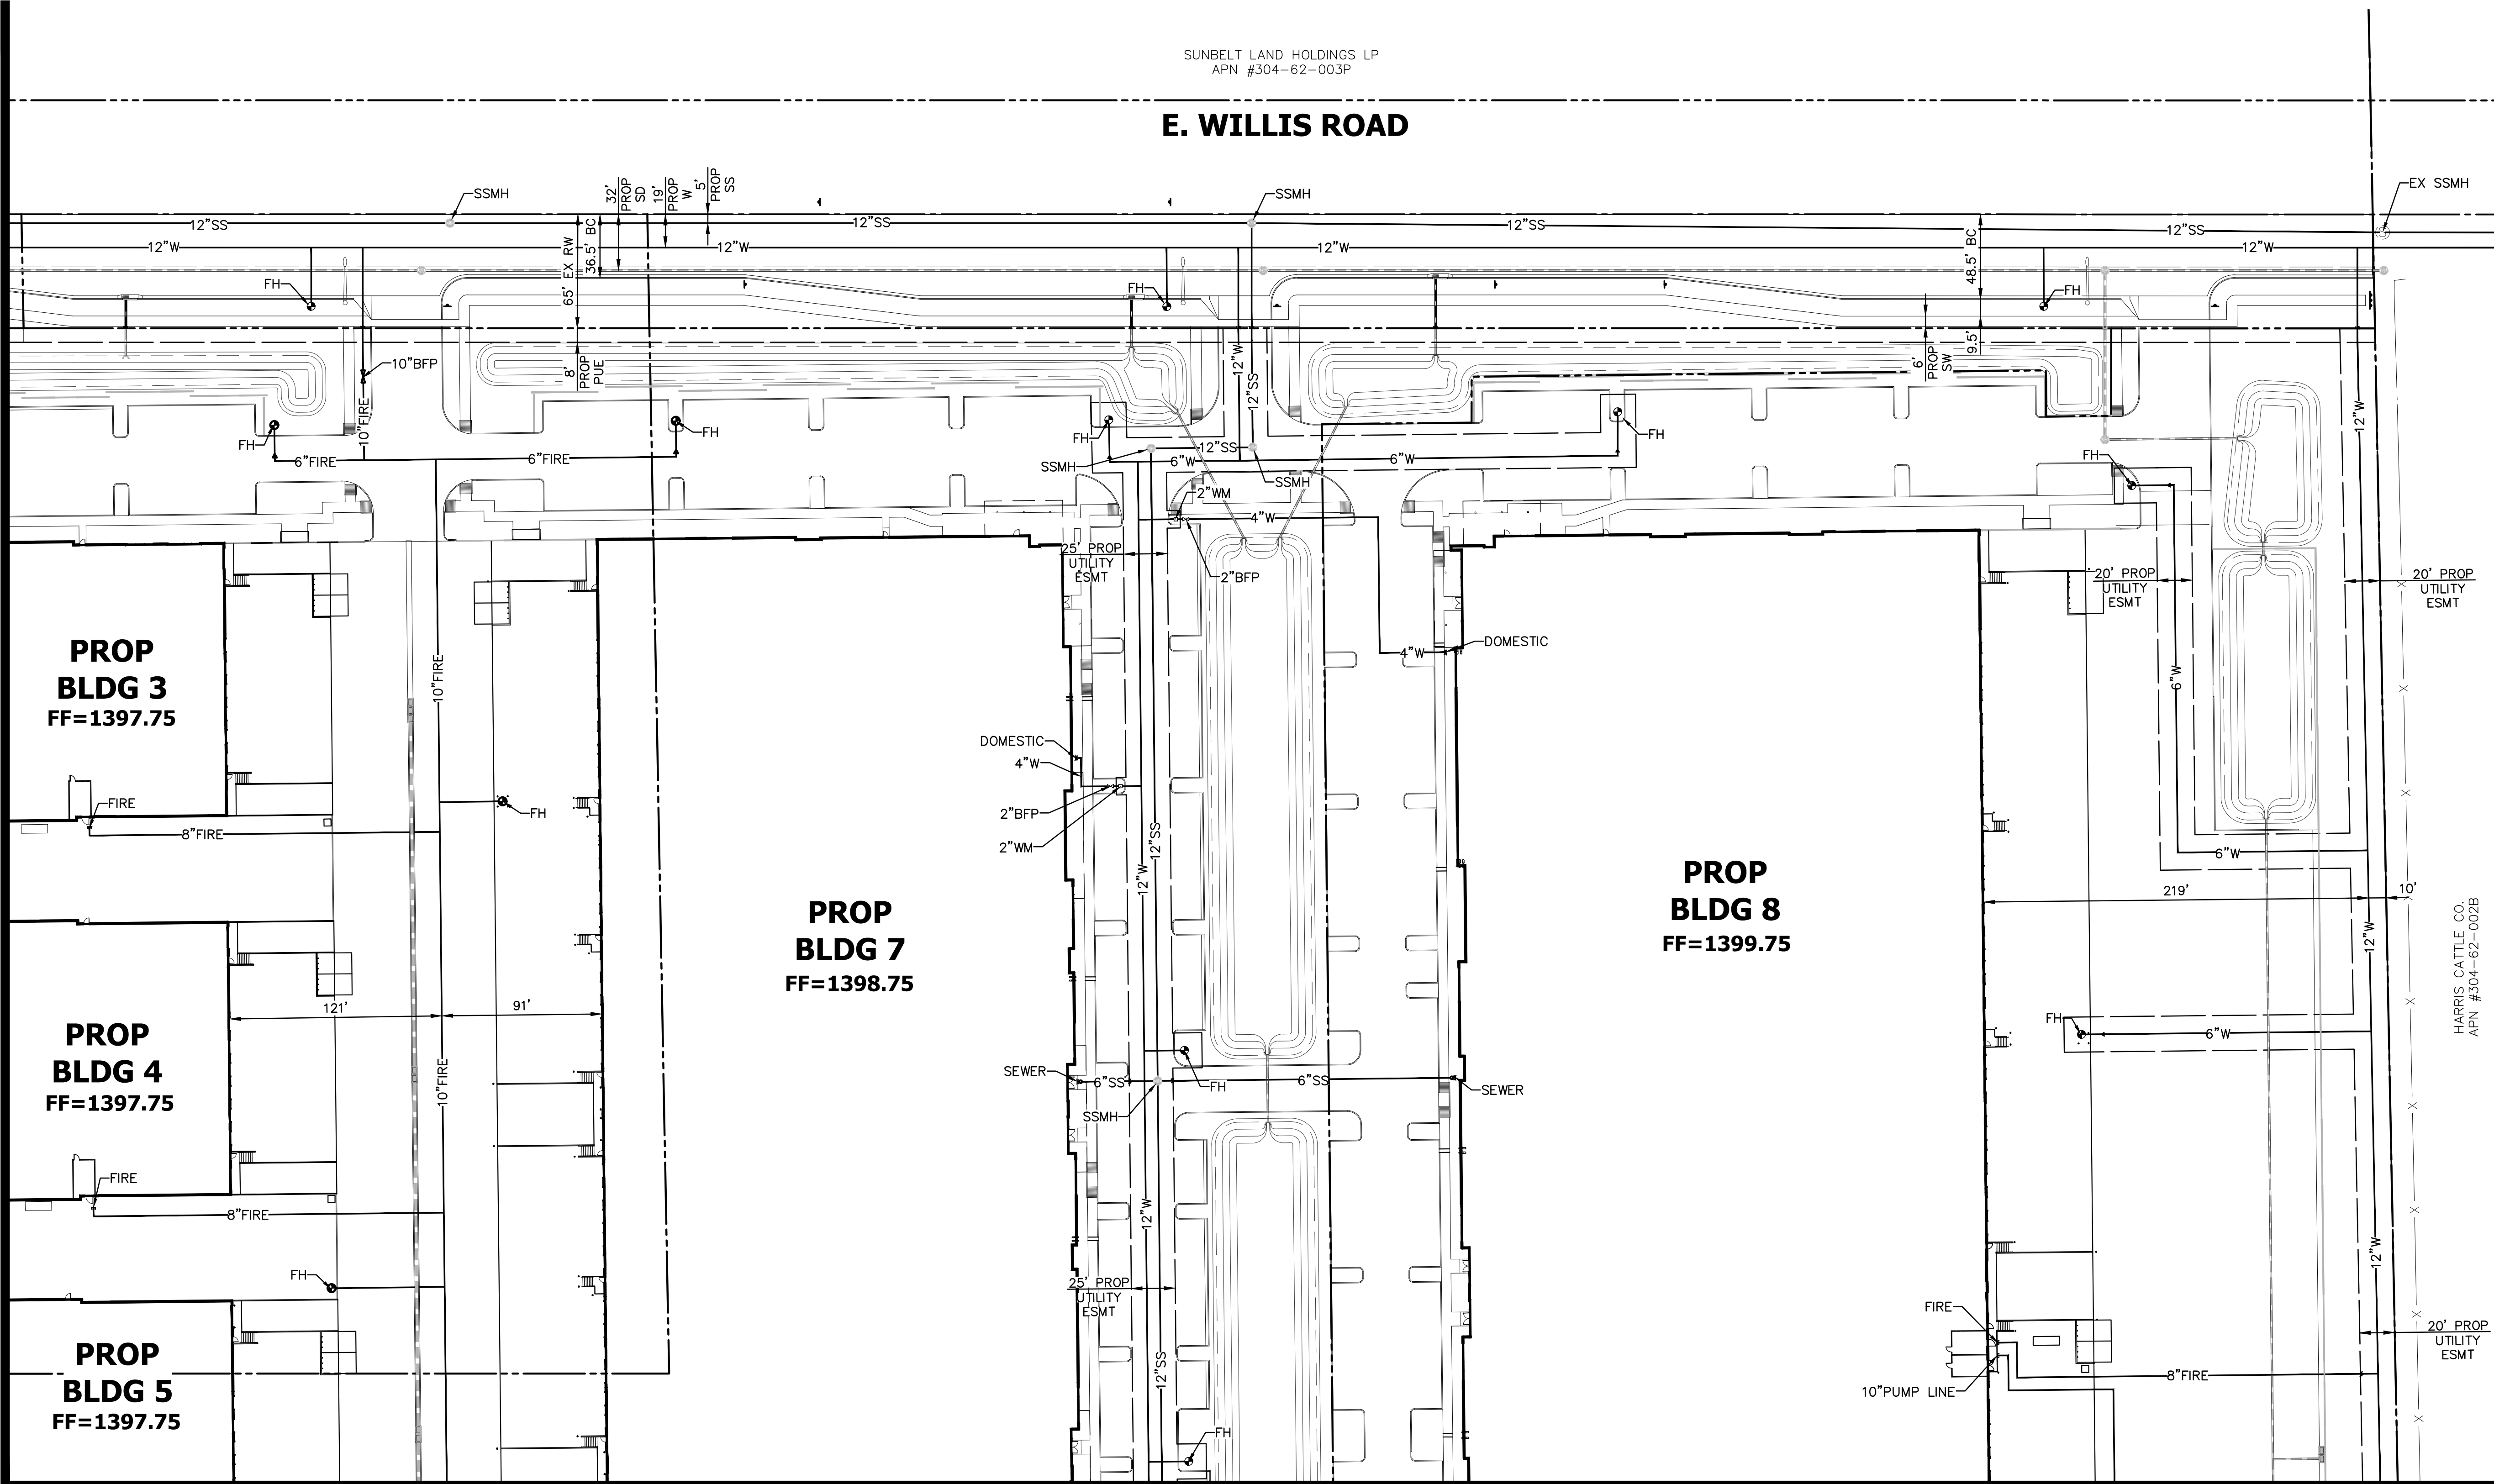 SUNBELT LAND HOLDINGS LP
APN #304-62-003P
E. WILLIS ROAD
SSMH
32'
PROP
SD
19'
PROP
W
5'
PROP
SS
SSMH
EX SSMH
12"SS
12"SS
12"SS
12"SS
12"W
12"W
12"W
12"W
65' EX RW
36.5' BC
48.5' BC
FH
FH
FH
8'
PROP
PUE
6'
PROP
SW
9.5'
10"BFP
10"FIRE
12"W
12"SS
12"W
FH
FH
FH
FH
FH
6"FIRE
6"FIRE
SSMH
12"SS
6"W
6"W
SSMH
2"WM
4"W
25' PROP
UTILITY
ESMT
2"BFP
20' PROP
UTILITY
ESMT
20' PROP
UTILITY
ESMT
PROP
BLDG 3
FF=1397.75
10"FIRE
4"W
DOMESTIC
6"W
DOMESTIC
4"W
2"BFP
2"WM
FIRE
8"FIRE
FH
12"SS
12"W
6"W
PROP
BLDG 7
FF=1398.75
PROP
BLDG 8
FF=1399.75
219'
10'
12"W
HARRIS CATTLE CO.
APN #304-62-002B
121'
91'
PROP
BLDG 4
FF=1397.75
10"FIRE
SEWER
6"SS
FH
6"SS
SEWER
SSMH
FH
6"W
FIRE
8"FIRE
12"W
12"W
FH
25' PROP
UTILITY
ESMT
12"SS
PROP
BLDG 5
FF=1397.75
FH
FIRE
10"PUMP LINE
8"FIRE
20' PROP
UTILITY
ESMT